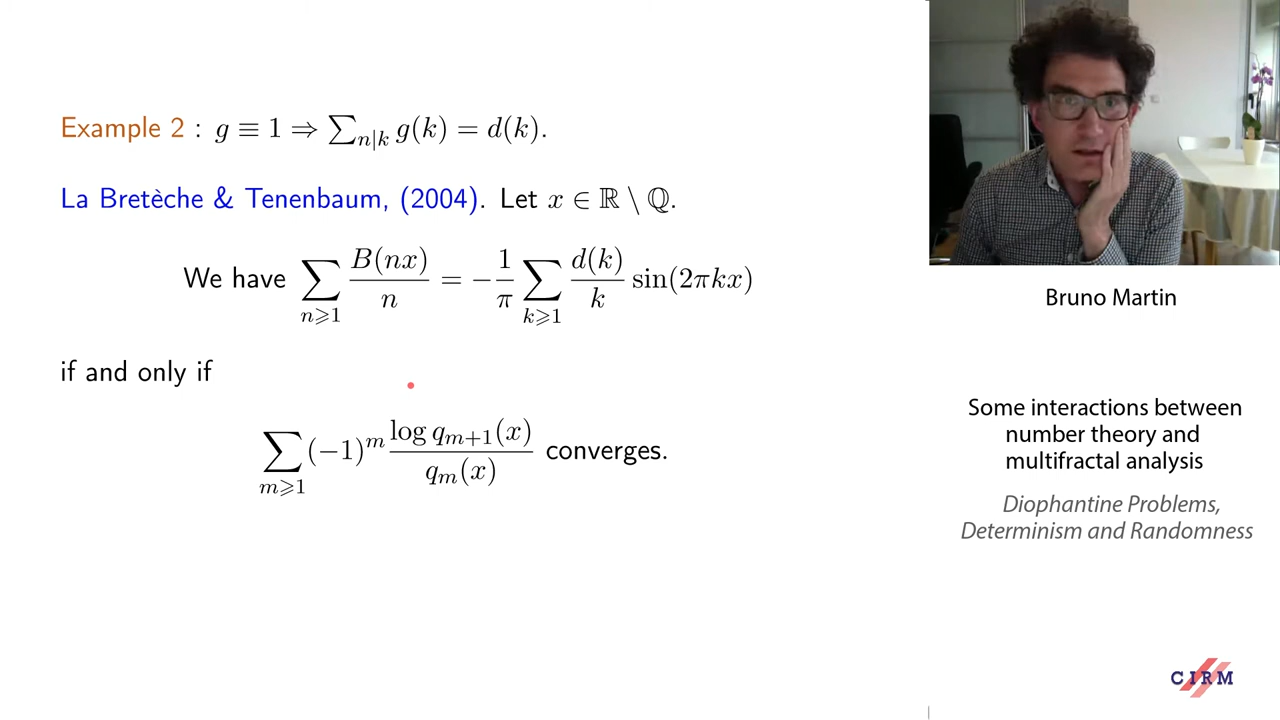 Example 2 : g ≡ 1 ⇒ ∑_{n|k} g(k) = d(k).
La Bretèche & Tenenbaum, (2004). Let x ∈ ℝ \ ℚ.
We have ∑_{n⩾1} B(nx)/n = −1/π ∑_{k⩾1} d(k)/k sin(2πkx)
if and only if
∑_{m⩾1} (−1)^m log q_{m+1}(x)/q_m(x) converges.
Bruno Martin
Some interactions between
number theory and
multifractal analysis
Diophantine Problems,
Determinism and Randomness
CIRM